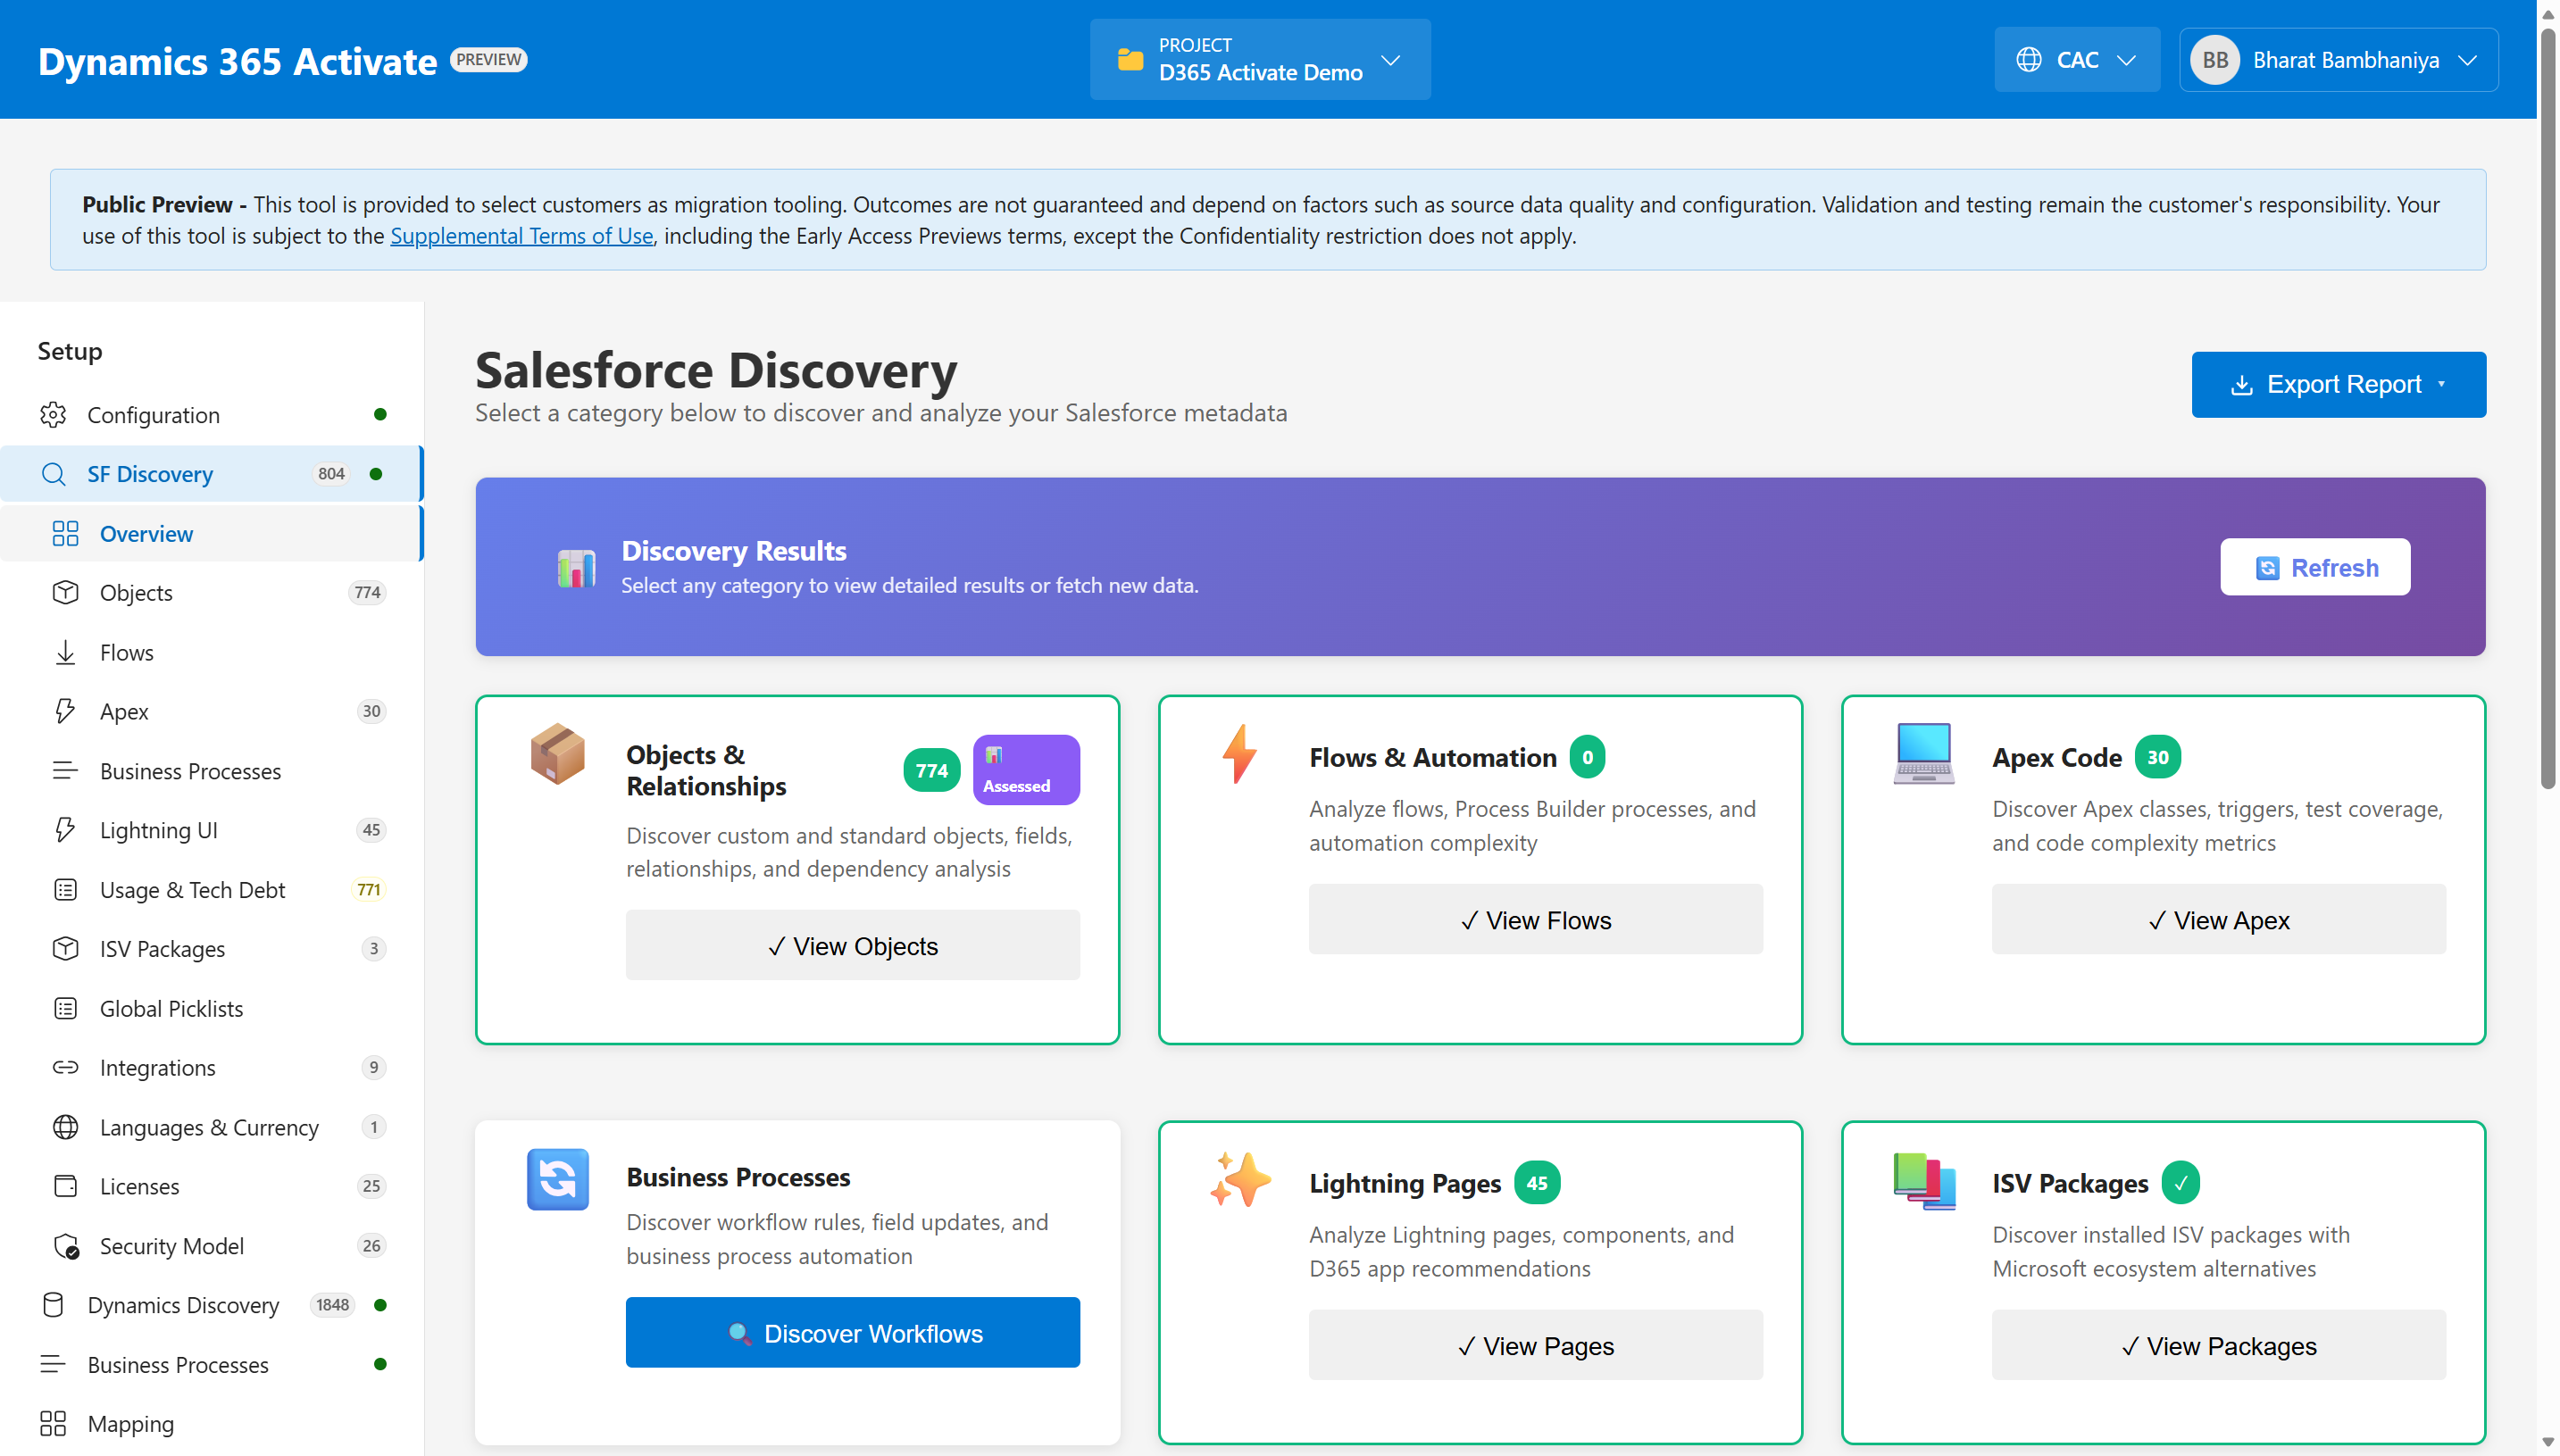 Dynamics 365 Activate PREVIEW
PROJECT
D365 Activate Demo
CAC
BB Bharat Bambhaniya
Public Preview - This tool is provided to select customers as migration tooling. Outcomes are not guaranteed and depend on factors such as source data quality and configuration. Validation and testing remain the customer's responsibility. Your
use of this tool is subject to the Supplemental Terms of Use, including the Early Access Previews terms, except the Confidentiality restriction does not apply.
Setup
Configuration
SF Discovery 804
Overview
Objects 774
Flows
Apex 30
Business Processes
Lightning UI 45
Usage & Tech Debt 771
ISV Packages 3
Global Picklists
Integrations 9
Languages & Currency 1
Licenses 25
Security Model 26
Dynamics Discovery 1848
Business Processes
Mapping
Salesforce Discovery
Select a category below to discover and analyze your Salesforce metadata
Export Report
Discovery Results
Select any category to view detailed results or fetch new data.
Refresh
Objects &
Relationships
774
Assessed
Discover custom and standard objects, fields,
relationships, and dependency analysis
✓ View Objects
Flows & Automation 0
Analyze flows, Process Builder processes, and
automation complexity
✓ View Flows
Apex Code 30
Discover Apex classes, triggers, test coverage,
and code complexity metrics
✓ View Apex
Business Processes
Discover workflow rules, field updates, and
business process automation
Discover Workflows
Lightning Pages 45
Analyze Lightning pages, components, and
D365 app recommendations
✓ View Pages
ISV Packages ✓
Discover installed ISV packages with
Microsoft ecosystem alternatives
✓ View Packages